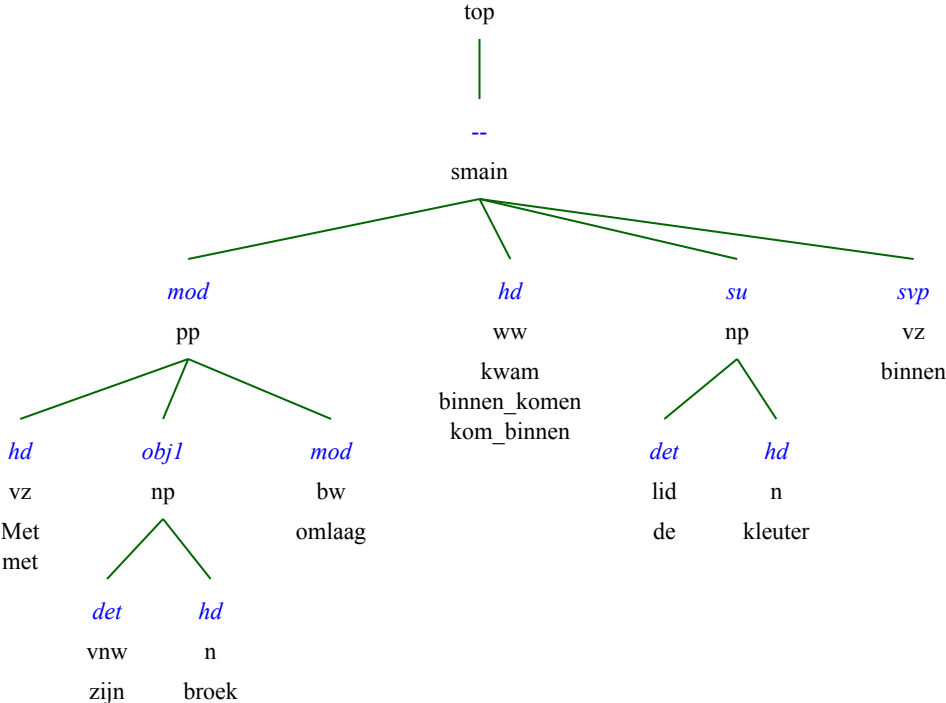 top
--
smain
mod hd su svp
pp ww np vz
kwam binnen
binnen_komen
kom_binnen
hd obj1 mod det hd
vz np bw lid n
Met omlaag de kleuter
met
det hd
vnw n
zijn broek